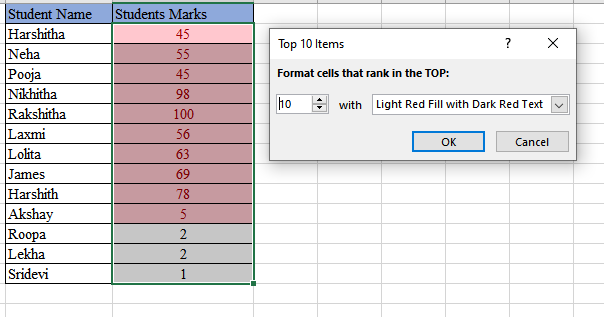 Student Name Students Marks
Harshitha 45
Neha 55
Pooja 45
Nikhitha 98
Rakshitha 100
Laxmi 56
Lolita 63
James 69
Harshith 78
Akshay 5
Roopa 2
Lekha 2
Sridevi 1
Top 10 Items ? X
Format cells that rank in the TOP:
10 with Light Red Fill with Dark Red Text
OK Cancel